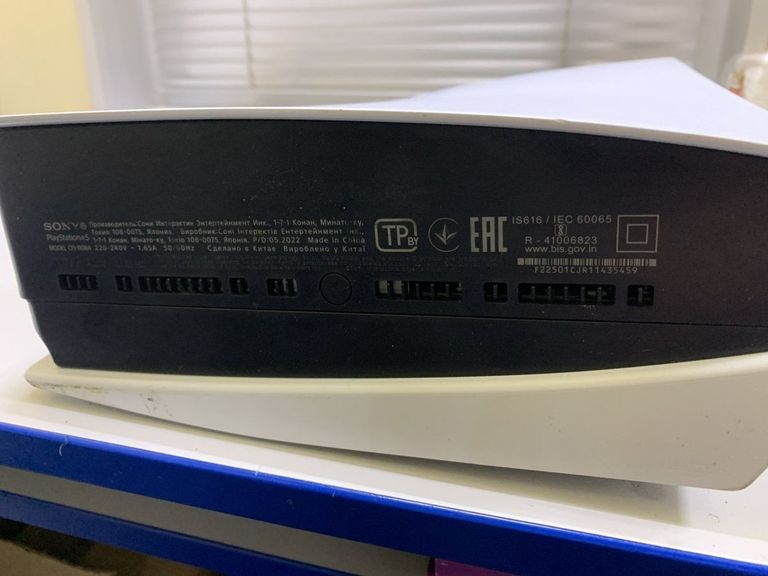 SONY® Производитель:Сони Интерактив Энтертейнмент Инк., 1-7-1 Конан, Минато-ку,
Токио 108-0075, Япония. Виробник:Соні Інтеректів Ентертейнмент Інк.,
PlayStation5 1-7-1 Конан, Мінато-ку, Токіо 108-0075, Японія. P/D:05.2022 Made in China
MODEL 220-240V ~ 1.65A 50/60Hz Сделано в Китае Вироблено у Китаї
TP BY
EAC
IS616 / IEC 60065
R - 41006823
www.bis.gov.in
F22501CJR11435459